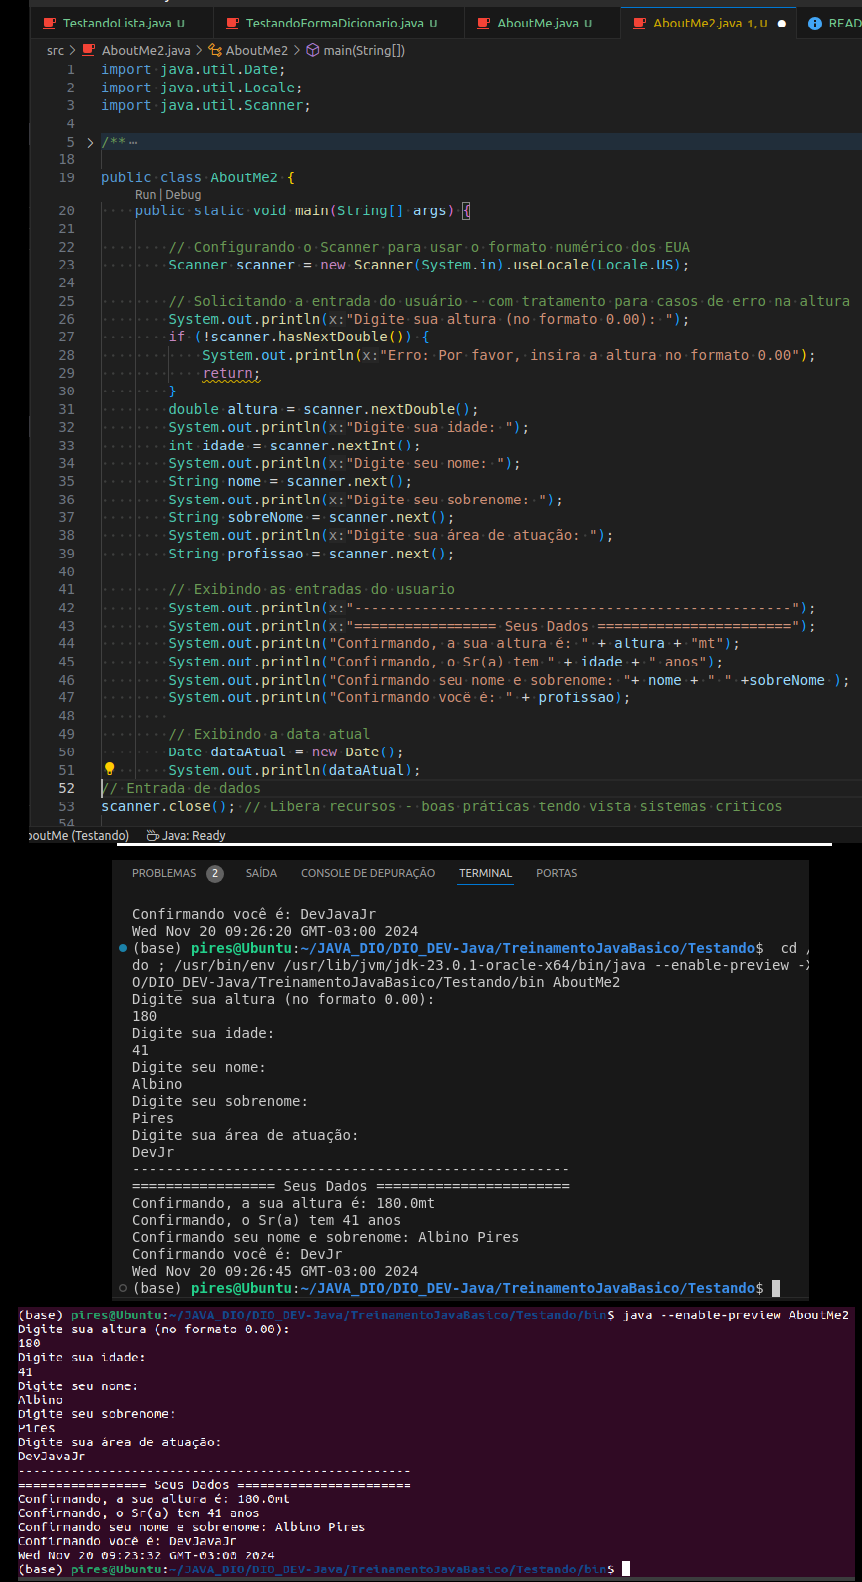 TestandoLista.java U TestandoFormaDicionario.java U AboutMe.java U AboutMe2.java 1, U ● READ
src > AboutMe2.java > AboutMe2 > main(String[])
1 import java.util.Date;
2 import java.util.Locale;
3 import java.util.Scanner;
4
5 > /** ⋯
18
19 public class AboutMe2 {
Run | Debug
20 public static void main(String[] args) {
21
22 // Configurando o Scanner para usar o formato numérico dos EUA
23 Scanner scanner = new Scanner(System.in).useLocale(Locale.US);
24
25 // Solicitando a entrada do usuário - com tratamento para casos de erro na altura
26 System.out.println(x:"Digite sua altura (no formato 0.00): ");
27 if (!scanner.hasNextDouble()) {
28 System.out.println(x:"Erro: Por favor, insira a altura no formato 0.00");
29 return;
30 }
31 double altura = scanner.nextDouble();
32 System.out.println(x:"Digite sua idade: ");
33 int idade = scanner.nextInt();
34 System.out.println(x:"Digite seu nome: ");
35 String nome = scanner.next();
36 System.out.println(x:"Digite seu sobrenome: ");
37 String sobreNome = scanner.next();
38 System.out.println(x:"Digite sua área de atuação: ");
39 String profissao = scanner.next();
40
41 // Exibindo as entradas do usuario
42 System.out.println(x:"----------------------------------------------------");
43 System.out.println(x:"================= Seus Dados =======================");
44 System.out.println("Confirmando, a sua altura é: " + altura + "mt");
45 System.out.println("Confirmando, o Sr(a) tem " + idade + " anos");
46 System.out.println("Confirmando seu nome e sobrenome: "+ nome + " " +sobreNome );
47 System.out.println("Confirmando você é: " + profissao);
48
49 // Exibindo a data atual
50 Date dataAtual = new Date();
51 System.out.println(dataAtual);
52 // Entrada de dados
53 scanner.close(); // Libera recursos - boas práticas tendo vista sistemas criticos
54
boutMe (Testando) Java: Ready
PROBLEMAS 2 SAÍDA CONSOLE DE DEPURAÇÃO TERMINAL PORTAS
Confirmando você é: DevJavaJr
Wed Nov 20 09:26:20 GMT-03:00 2024
(base) pires@Ubuntu:~/JAVA_DIO/DIO_DEV-Java/TreinamentoJavaBasico/Testando$ cd /
do ; /usr/bin/env /usr/lib/jvm/jdk-23.0.1-oracle-x64/bin/java --enable-preview -X
O/DIO_DEV-Java/TreinamentoJavaBasico/Testando/bin AboutMe2
Digite sua altura (no formato 0.00):
180
Digite sua idade:
41
Digite seu nome:
Albino
Digite seu sobrenome:
Pires
Digite sua área de atuação:
DevJr
----------------------------------------------------
================= Seus Dados =======================
Confirmando, a sua altura é: 180.0mt
Confirmando, o Sr(a) tem 41 anos
Confirmando seu nome e sobrenome: Albino Pires
Confirmando você é: DevJr
Wed Nov 20 09:26:45 GMT-03:00 2024
(base) pires@Ubuntu:~/JAVA_DIO/DIO_DEV-Java/TreinamentoJavaBasico/Testando$
(base) pires@Ubuntu:~/JAVA_DIO/DIO_DEV-Java/TreinamentoJavaBasico/Testando/bin$ java --enable-preview AboutMe2
Digite sua altura (no formato 0.00):
180
Digite sua idade:
41
Digite seu nome:
Albino
Digite seu sobrenome:
Pires
Digite sua área de atuação:
DevJavaJr
----------------------------------------------------
================= Seus Dados =======================
Confirmando, a sua altura é: 180.0mt
Confirmando, o Sr(a) tem 41 anos
Confirmando seu nome e sobrenome: Albino Pires
Confirmando você é: DevJavaJr
Wed Nov 20 09:23:32 GMT-03:00 2024
(base) pires@Ubuntu:~/JAVA_DIO/DIO_DEV-Java/TreinamentoJavaBasico/Testando/bin$